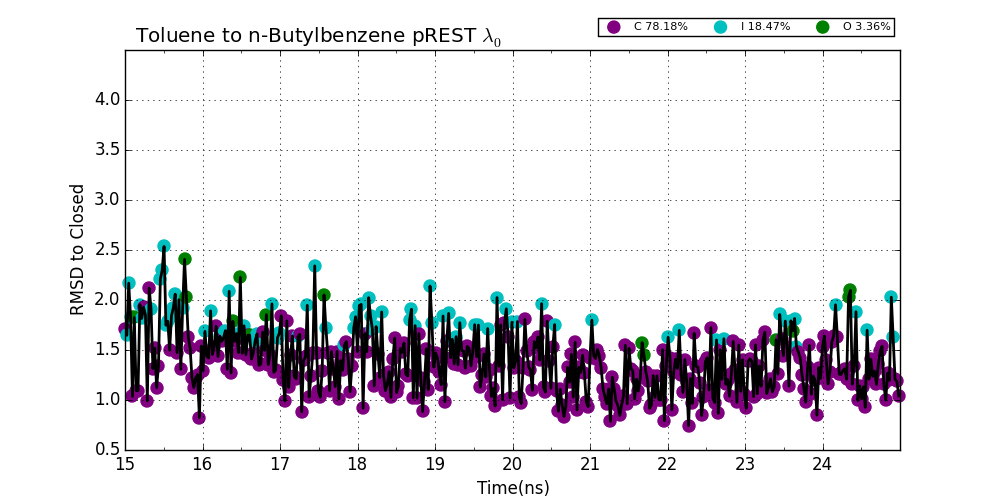 Toluene to n-Butylbenzene pREST λ0
C 78.18% I 18.47% O 3.36%
RMSD to Closed
4.0
3.5
3.0
2.5
2.0
1.5
1.0
0.5
15 16 17 18 19 20 21 22 23 24
Time(ns)